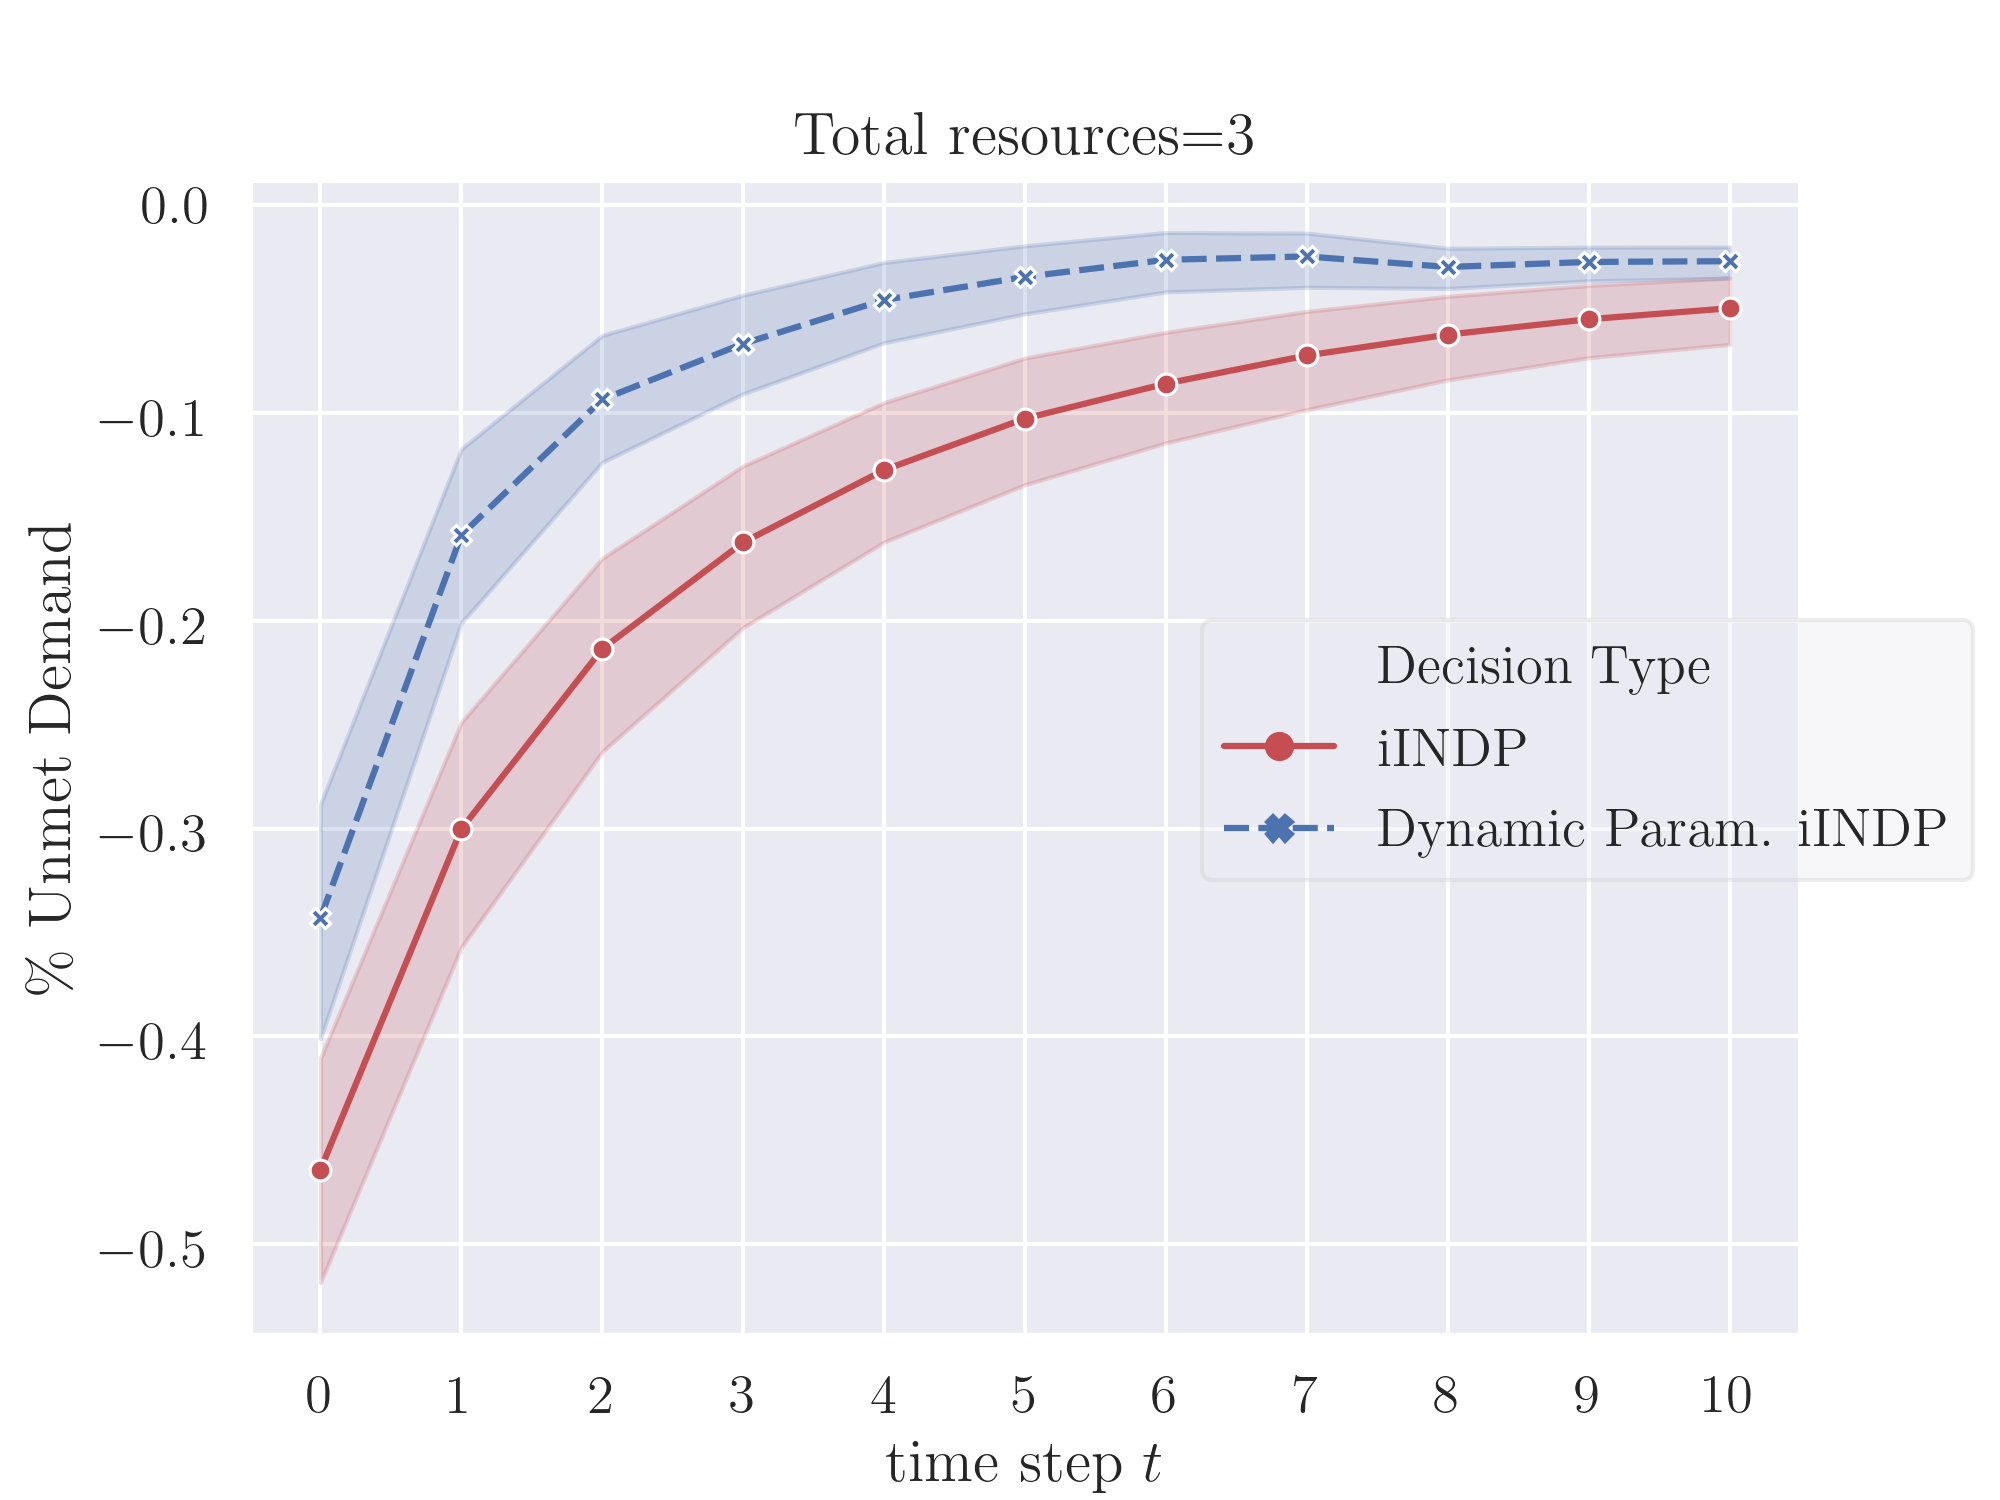 Total resources=3
0.0
−0.1
−0.2
−0.3
−0.4
−0.5
% Unmet Demand
Decision Type
iINDP
Dynamic Param. iINDP
0 1 2 3 4 5 6 7 8 9 10
time step t